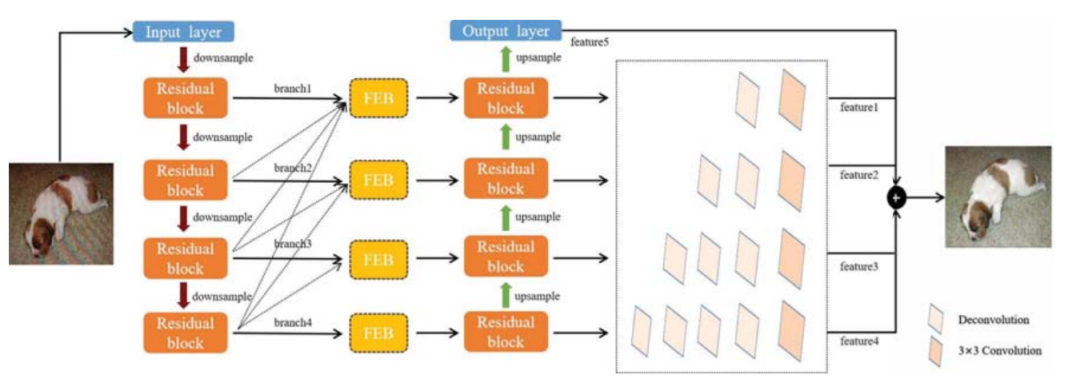 Input layer
Output layer
feature5
downsample
upsample
Residual
block
branch1
FEB
Residual
block
feature1
downsample
upsample
Residual
block
branch2
FEB
Residual
block
feature2
downsample
upsample
Residual
block
branch3
FEB
Residual
block
feature3
downsample
upsample
Residual
block
branch4
FEB
Residual
block
feature4
+
Deconvolution
3×3 Convolution